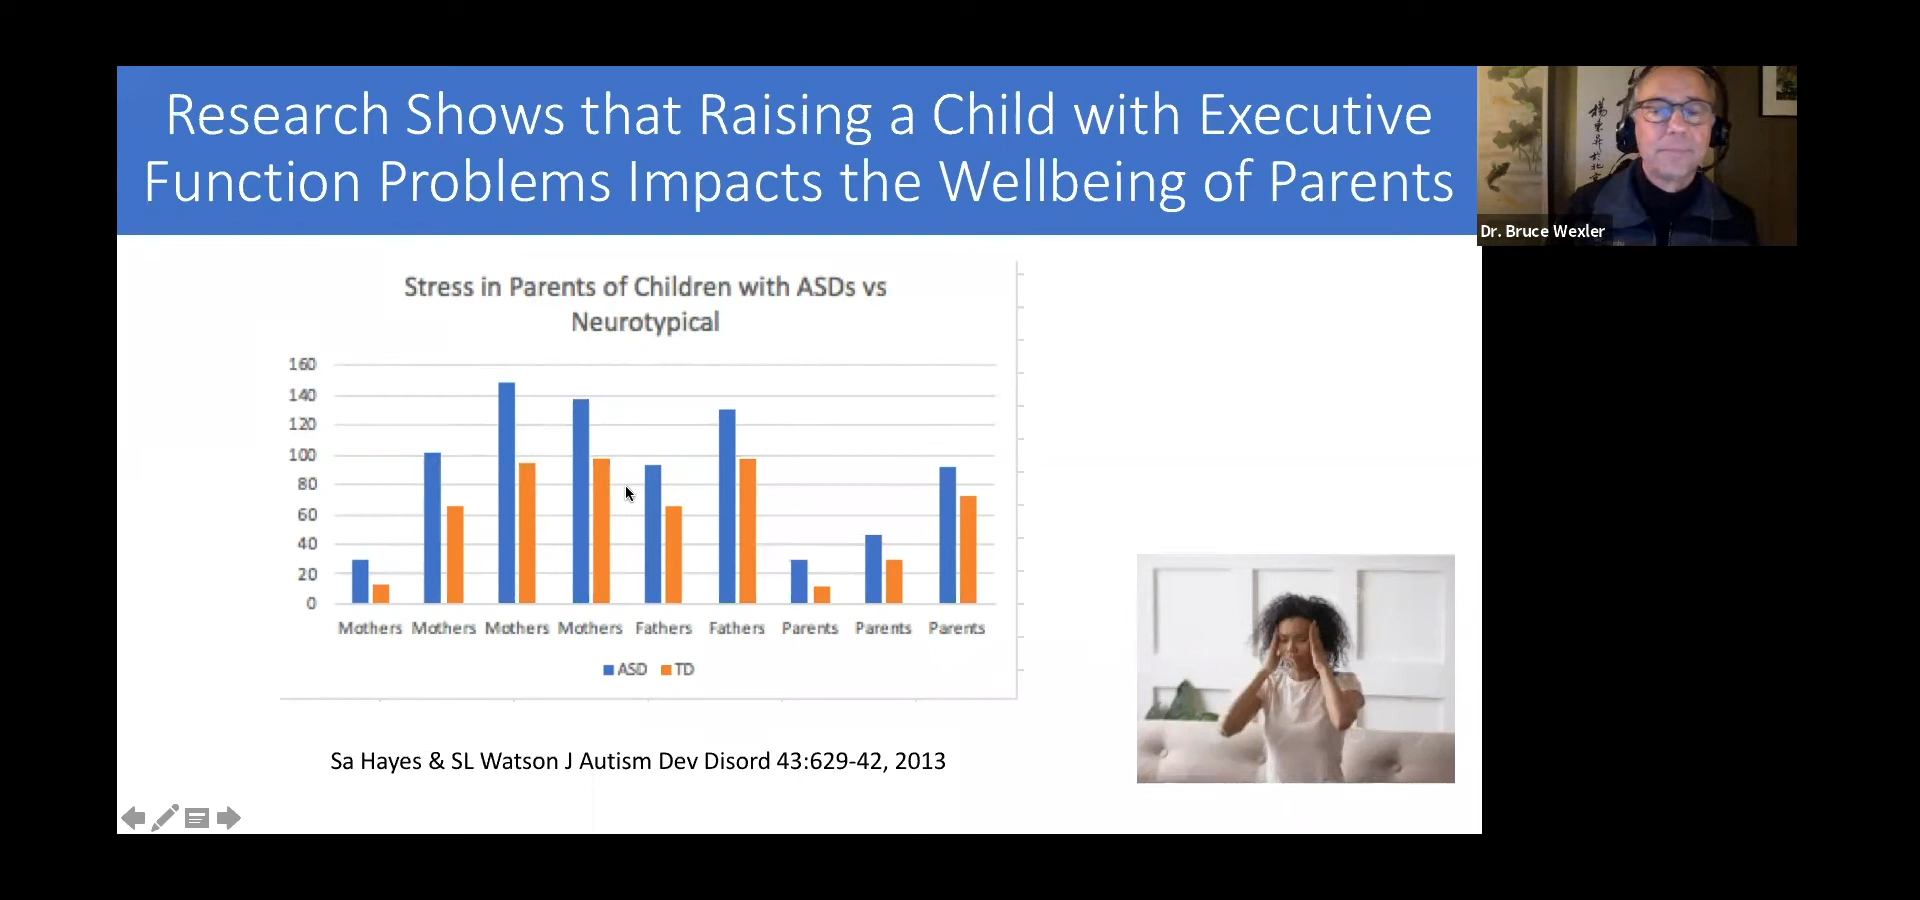 Research Shows that Raising a Child with Executive
Function Problems Impacts the Wellbeing of Parents
Dr. Bruce Wexler
Stress in Parents of Children with ASDs vs
Neurotypical
160
140
120
100
80
60
40
20
0
Mothers Mothers Mothers Mothers Fathers Fathers Parents Parents Parents
ASD TD
Sa Hayes & SL Watson J Autism Dev Disord 43:629-42, 2013